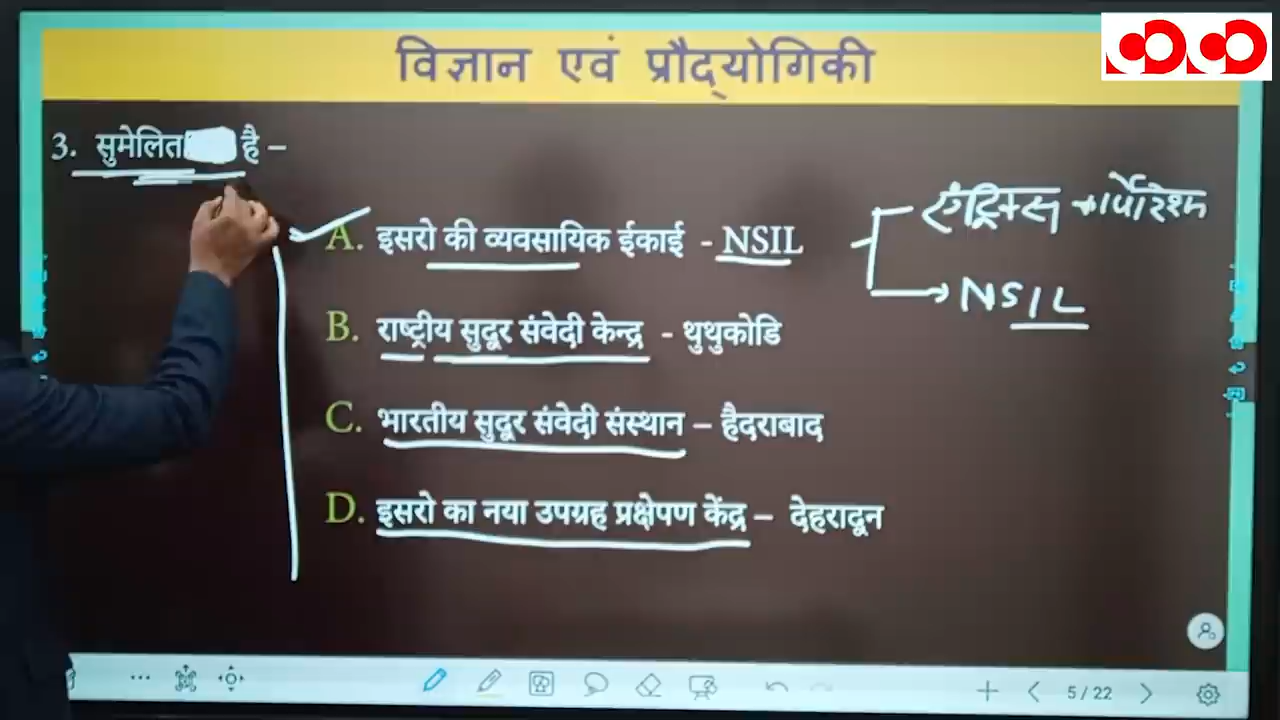 विज्ञान एवं प्रौद्योगिकी
3. सुमेलित है –
A. इसरो की व्यवसायिक ईकाई - NSIL
B. राष्ट्रीय सुदूर संवेदी केन्द्र - थुथुकोडि
C. भारतीय सुदूर संवेदी संस्थान – हैदराबाद
D. इसरो का नया उपग्रह प्रक्षेपण केंद्र – देहरादून
एंट्रिक्स कॉर्पोरेशन
NSIL
5 / 22